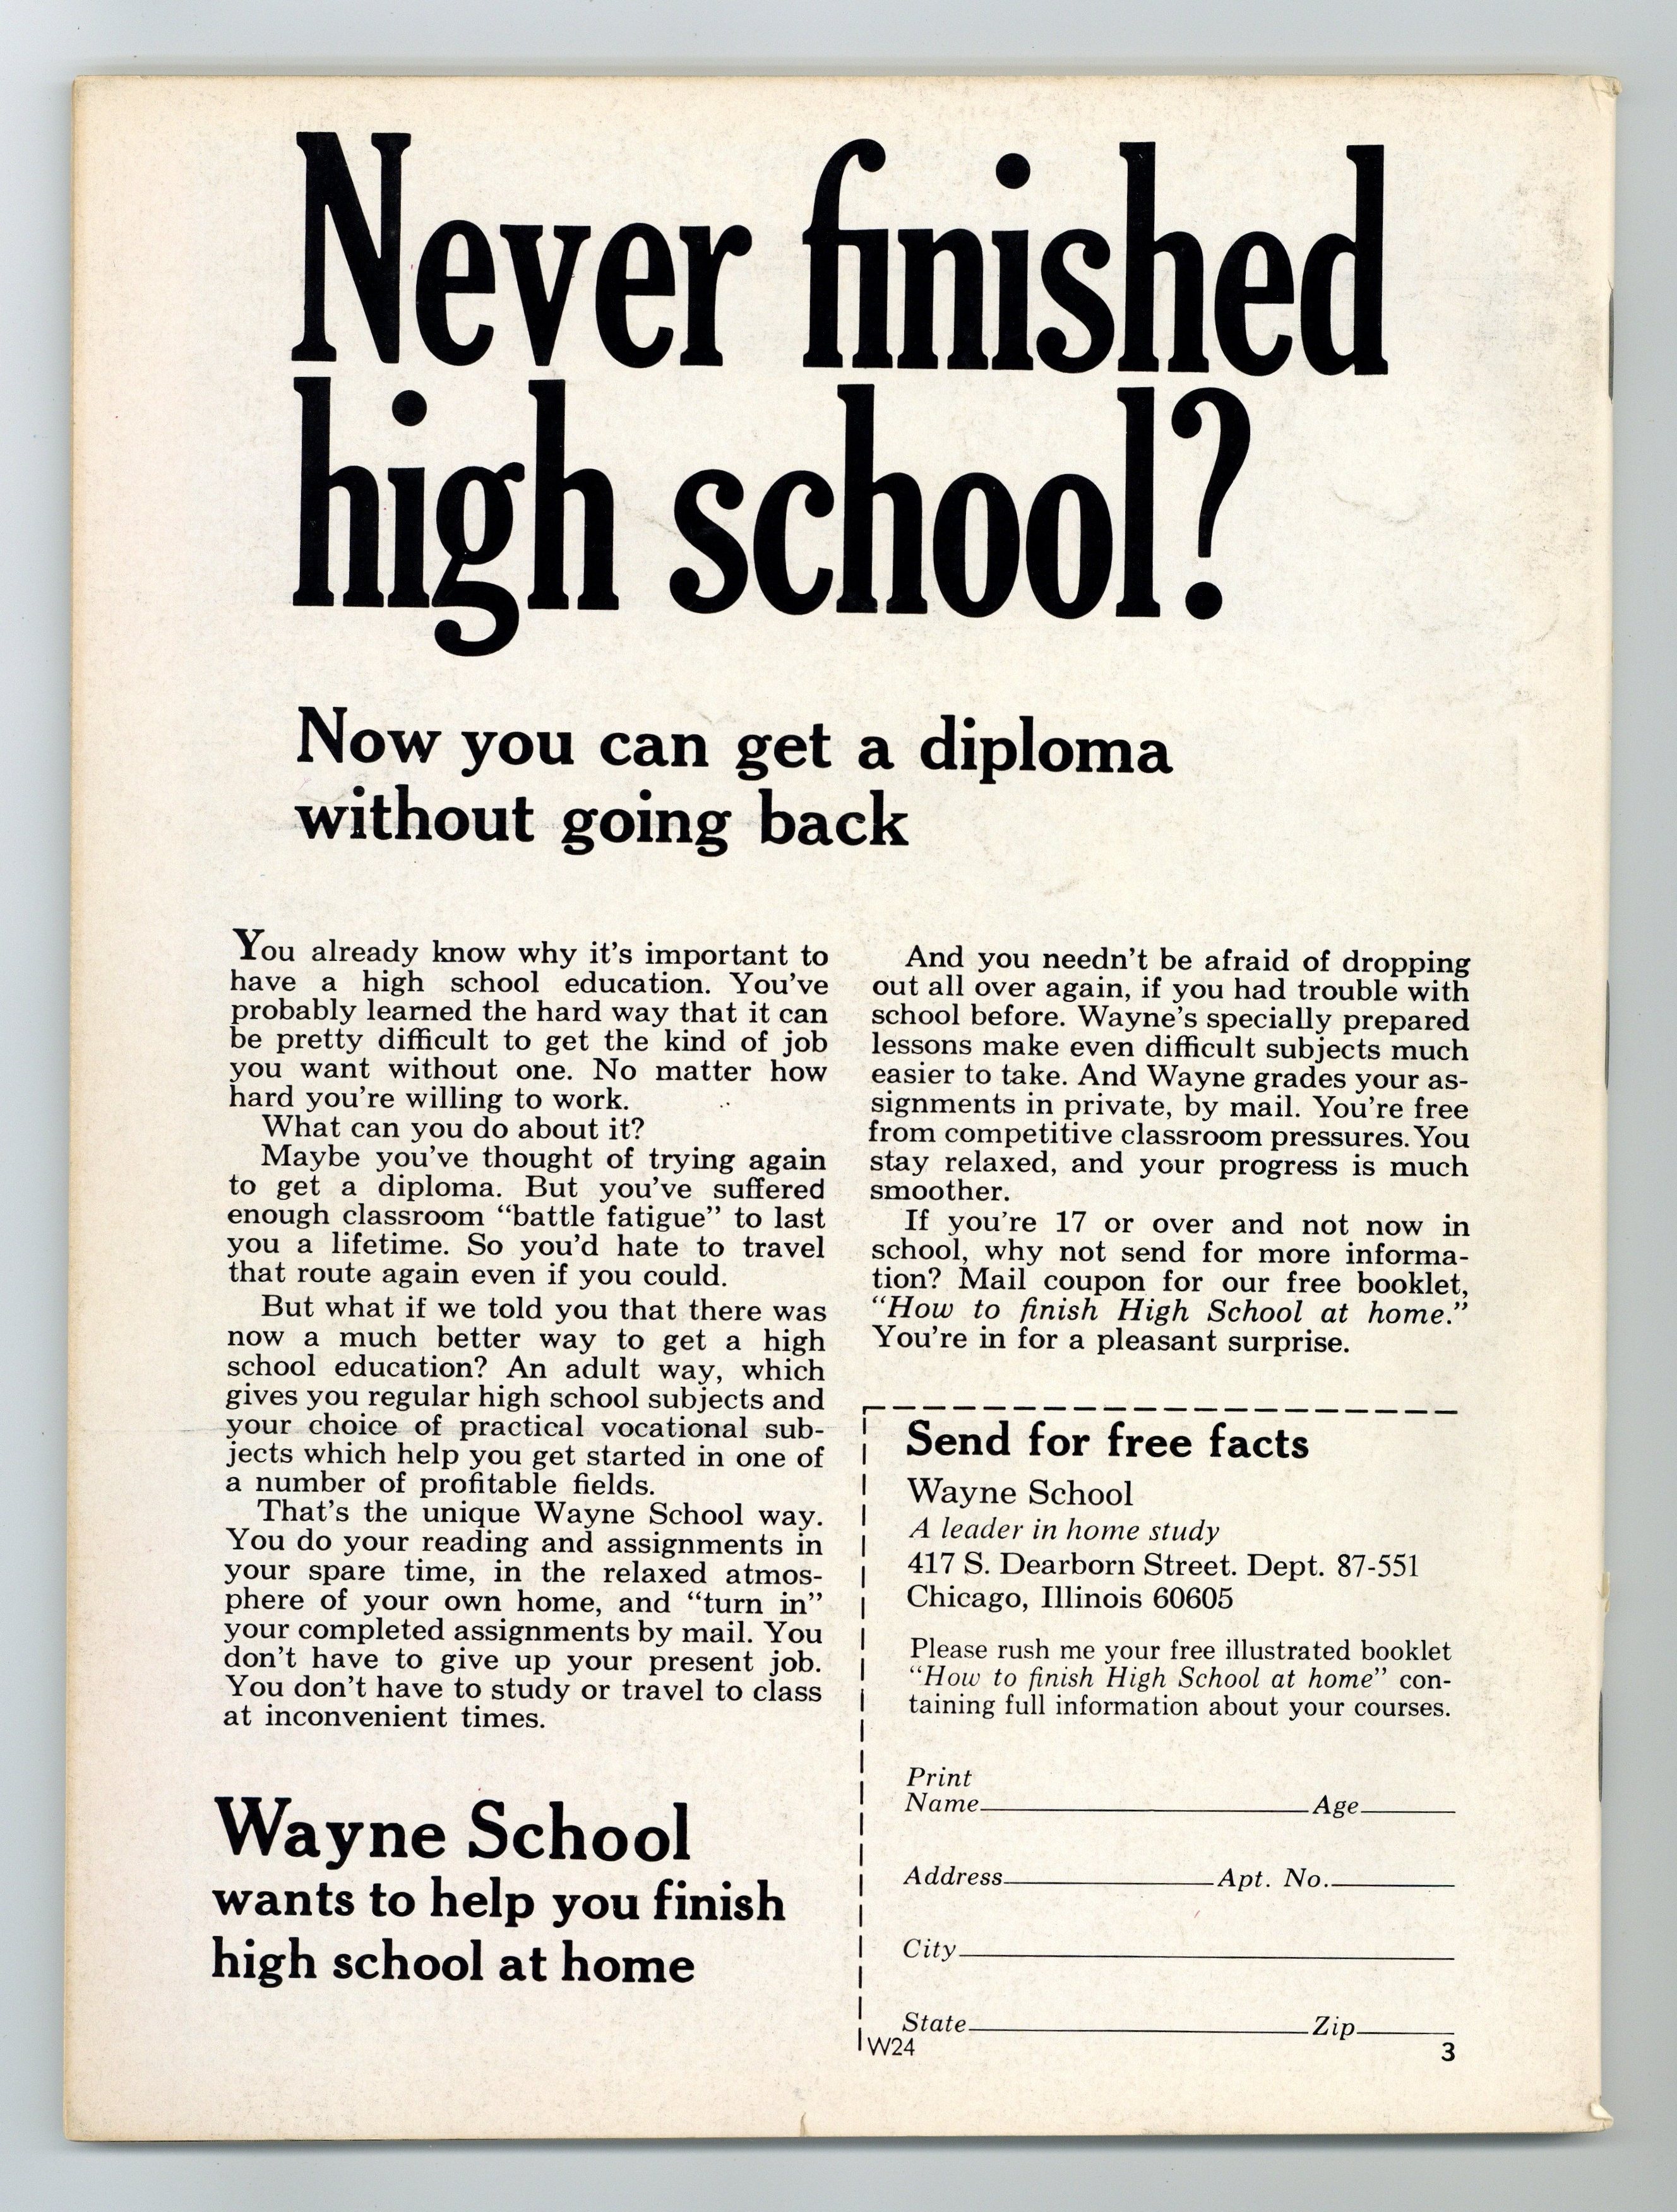 Never finished
high school?
Now you can get a diploma
without going back
You already know why it's important to
have a high school education. You've
probably learned the hard way that it can
be pretty difficult to get the kind of job
you want without one. No matter how
hard you're willing to work.
What can you do about it?
Maybe you've thought of trying again
to get a diploma. But you've suffered
enough classroom “battle fatigue” to last
you a lifetime. So you'd hate to travel
that route again even if you could.
But what if we told you that there was
now a much better way to get a high
school education? An adult way, which
gives you regular high school subjects and
your choice of practical vocational sub-
jects which help you get started in one of
a number of profitable fields.
That's the unique Wayne School way.
You do your reading and assignments in
your spare time, in the relaxed atmos-
phere of your own home, and “turn in”
your completed assignments by mail. You
don't have to give up your present job.
You don't have to study or travel to class
at inconvenient times.
Wayne School
wants to help you finish
high school at home
And you needn't be afraid of dropping
out all over again, if you had trouble with
school before. Wayne's specially prepared
lessons make even difficult subjects much
easier to take. And Wayne grades your as-
signments in private, by mail. You're free
from competitive classroom pressures. You
stay relaxed, and your progress is much
smoother.
If you're 17 or over and not now in
school, why not send for more informa-
tion? Mail coupon for our free booklet,
“How to finish High School at home.”
You're in for a pleasant surprise.
Send for free facts
Wayne School
A leader in home study
417 S. Dearborn Street. Dept. 87-551
Chicago, Illinois 60605
Please rush me your free illustrated booklet
“How to finish High School at home” con-
taining full information about your courses.
Print
Name Age
Address Apt. No.
City
State Zip
W24 3